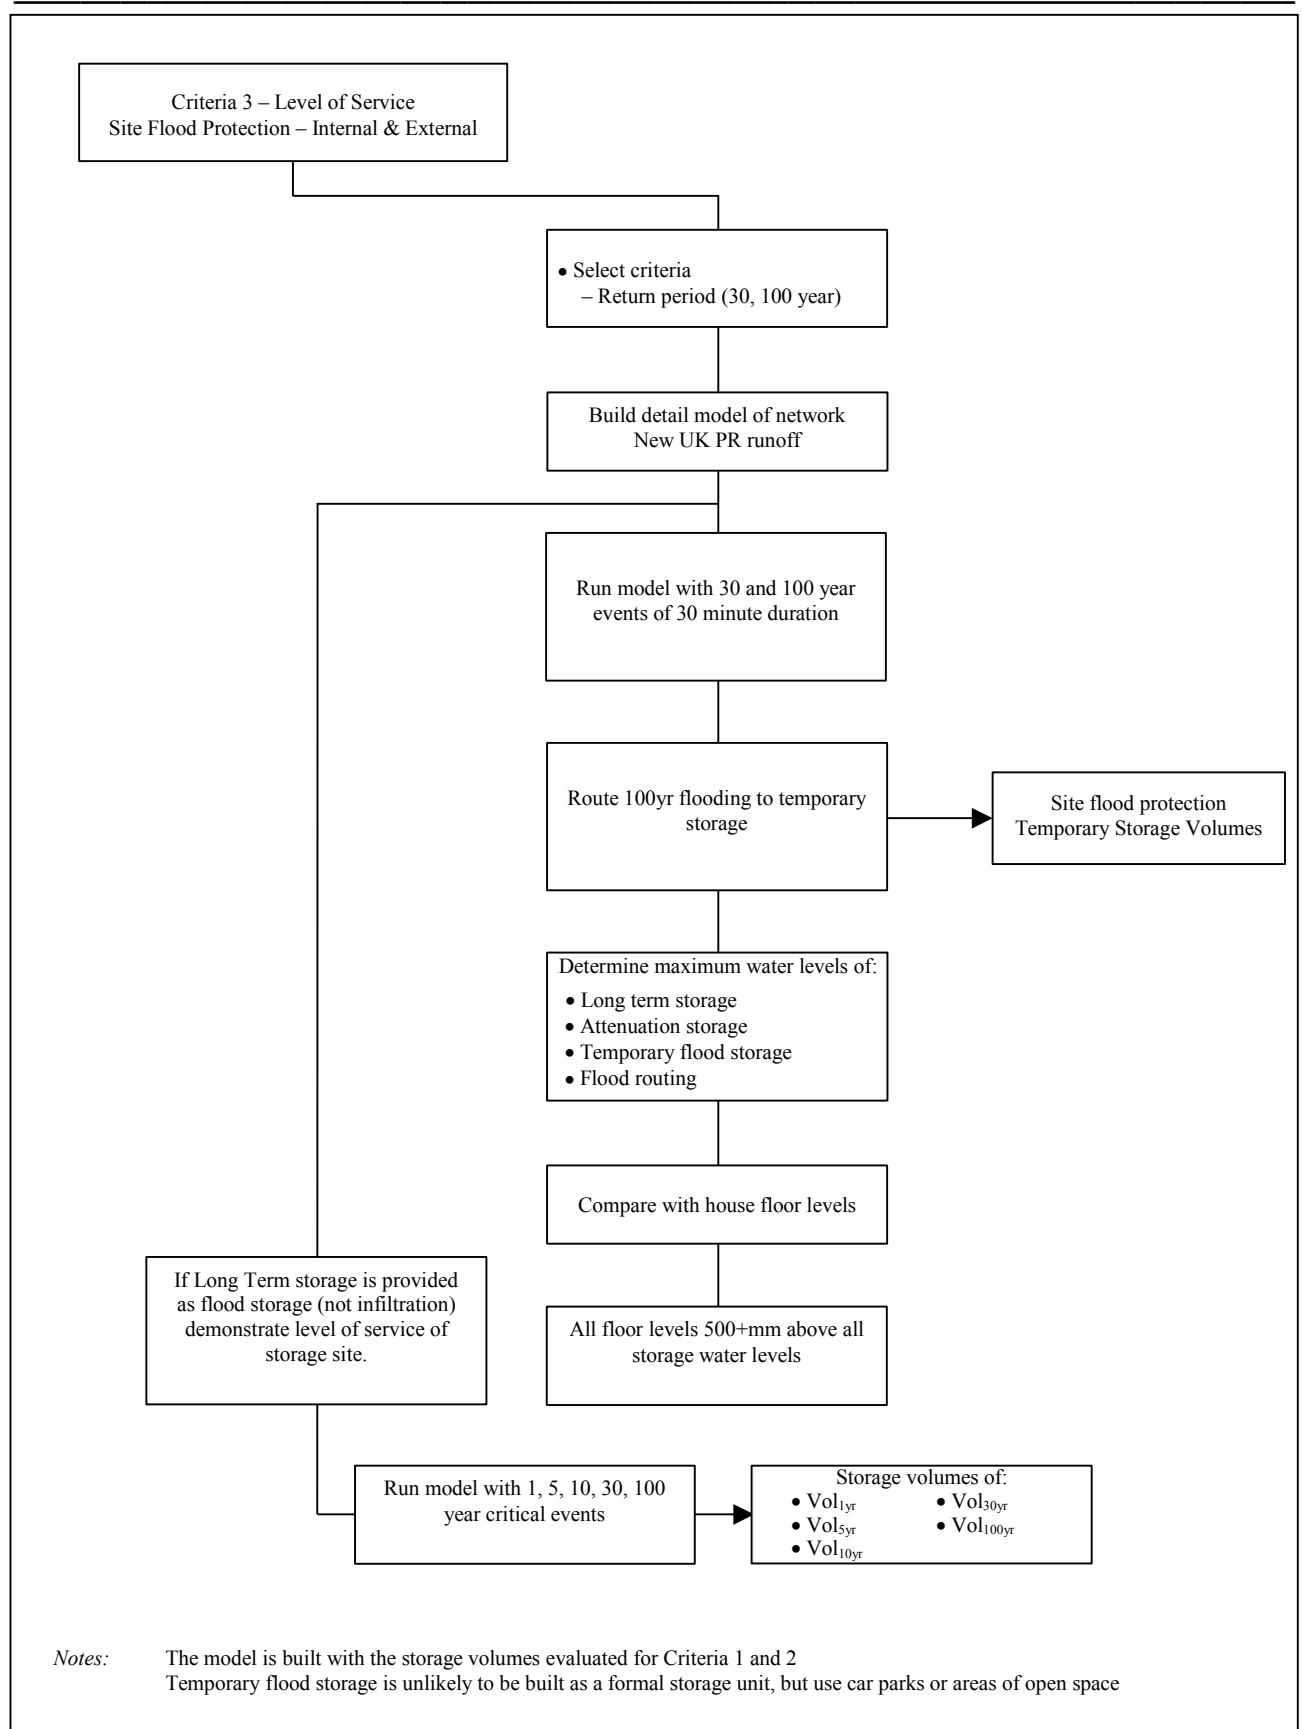 Criteria 3 – Level of Service
Site Flood Protection – Internal & External
• Select criteria
– Return period (30, 100 year)
Build detail model of network
New UK PR runoff
Run model with 30 and 100 year
events of 30 minute duration
Route 100yr flooding to temporary
storage
Site flood protection
Temporary Storage Volumes
Determine maximum water levels of:
• Long term storage
• Attenuation storage
• Temporary flood storage
• Flood routing
Compare with house floor levels
If Long Term storage is provided
as flood storage (not infiltration)
demonstrate level of service of
storage site.
All floor levels 500+mm above all
storage water levels
Run model with 1, 5, 10, 30, 100
year critical events
Storage volumes of:
• Vol1yr
• Vol5yr
• Vol10yr
• Vol30yr
• Vol100yr
Notes: The model is built with the storage volumes evaluated for Criteria 1 and 2
Temporary flood storage is unlikely to be built as a formal storage unit, but use car parks or areas of open space